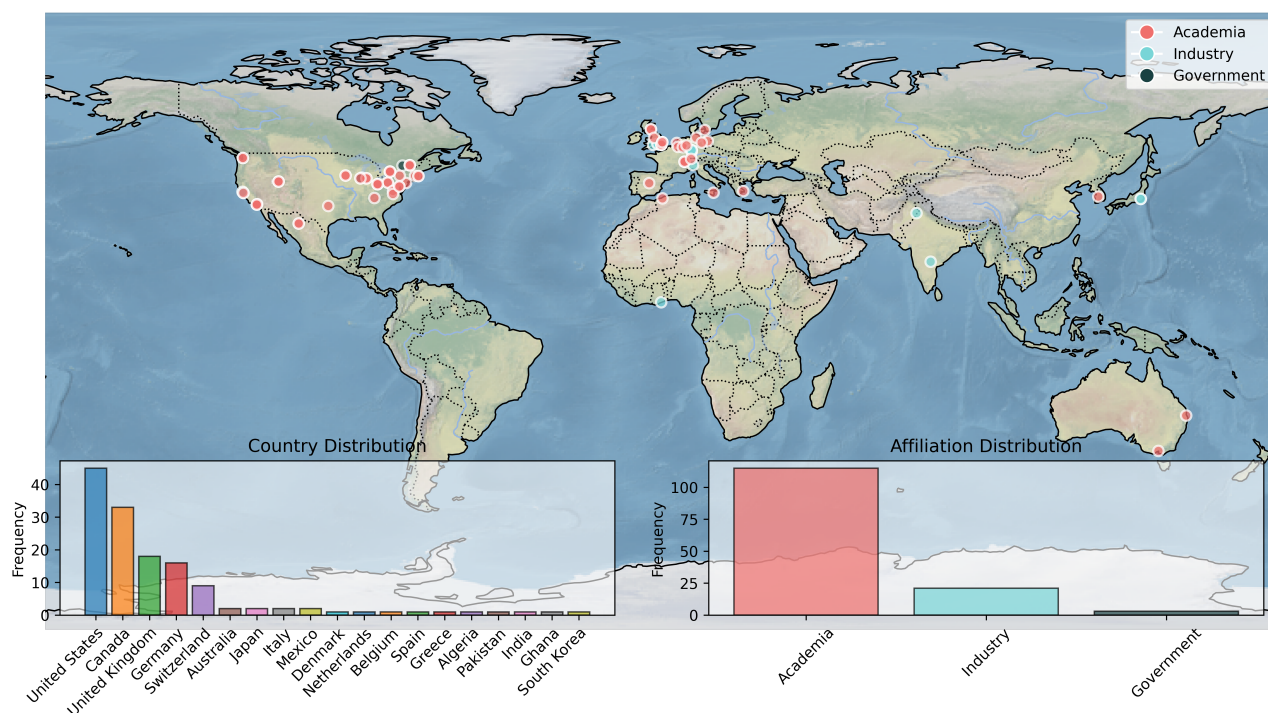 Academia
Industry
Government
Country Distribution
Frequency
40
30
20
10
0
United States
Canada
United Kingdom
Germany
Switzerland
Australia
Japan
Italy
Mexico
Denmark
Netherlands
Belgium
Spain
Greece
Algeria
Pakistan
India
Ghana
South Korea
Affiliation Distribution
Frequency
100
75
50
25
0
Academia
Industry
Government